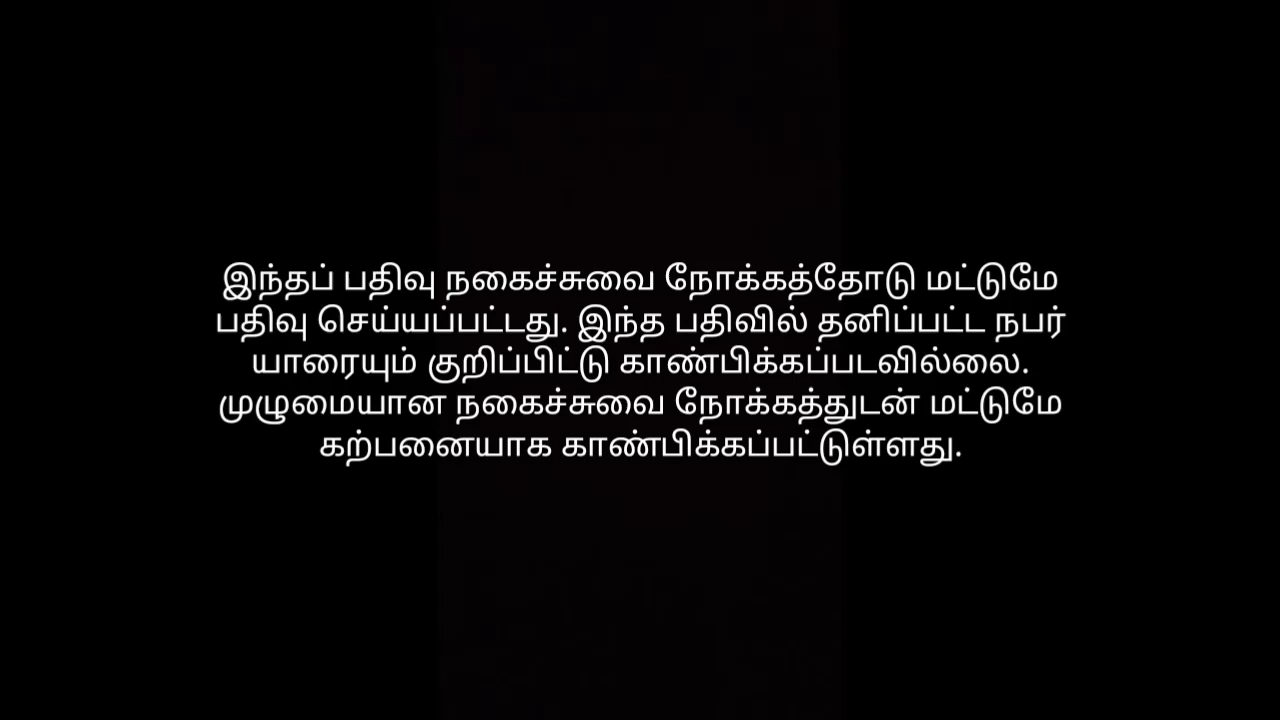 இந்தப் பதிவு நகைச்சுவை நோக்கத்தோடு மட்டுமே
பதிவு செய்யப்பட்டது. இந்த பதிவில் தனிப்பட்ட நபர்
யாரையும் குறிப்பிட்டு காண்பிக்கப்படவில்லை.
முழுமையான நகைச்சுவை நோக்கத்துடன் மட்டுமே
கற்பனையாக காண்பிக்கப்பட்டுள்ளது.